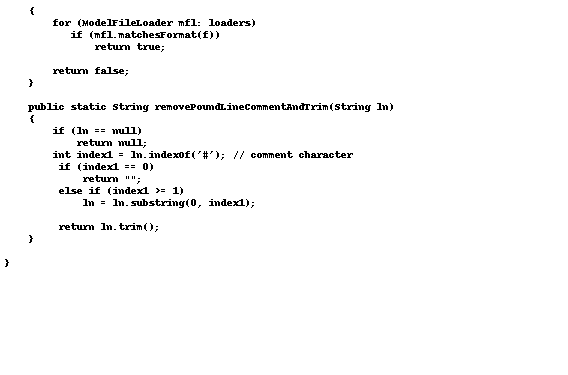 {
for (ModelFileLoader mfl: loaders)
if (mfl.matchesFormat(f))
return true;
return false;
}
public static String removePoundLineCommentAndTrim(String ln)
{
if (ln == null)
return null;
int index1 = ln.indexOf('#'); // comment character
if (index1 == 0)
return "";
else if (index1 >= 1)
ln = ln.substring(0, index1);
return ln.trim();
}
}